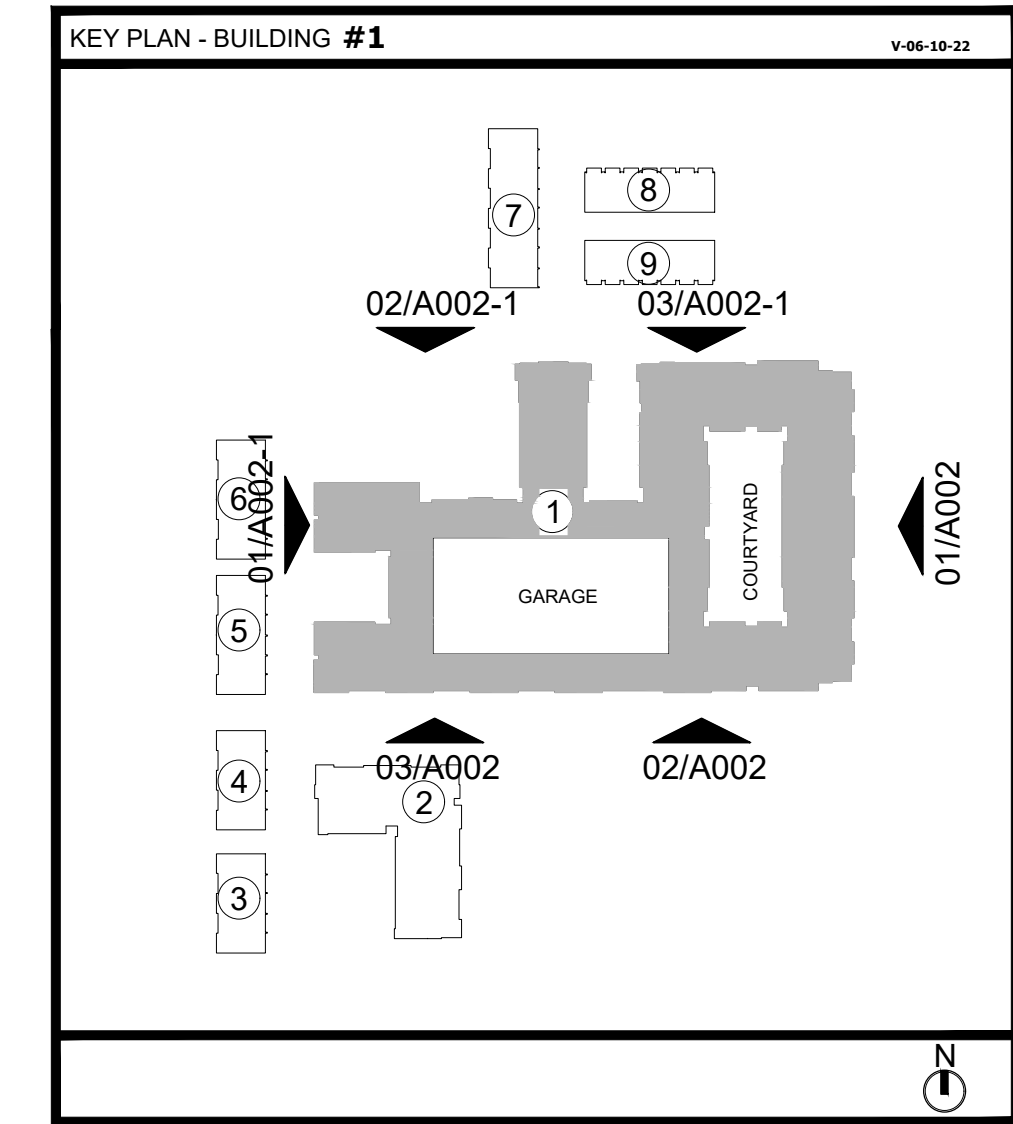 KEY PLAN - BUILDING #1
V-06-10-22
7
8
9
02/A002-1
03/A002-1
6
01/A002-1
1
COURTYARD
01/A002
GARAGE
5
03/A002
02/A002
4
2
3
N